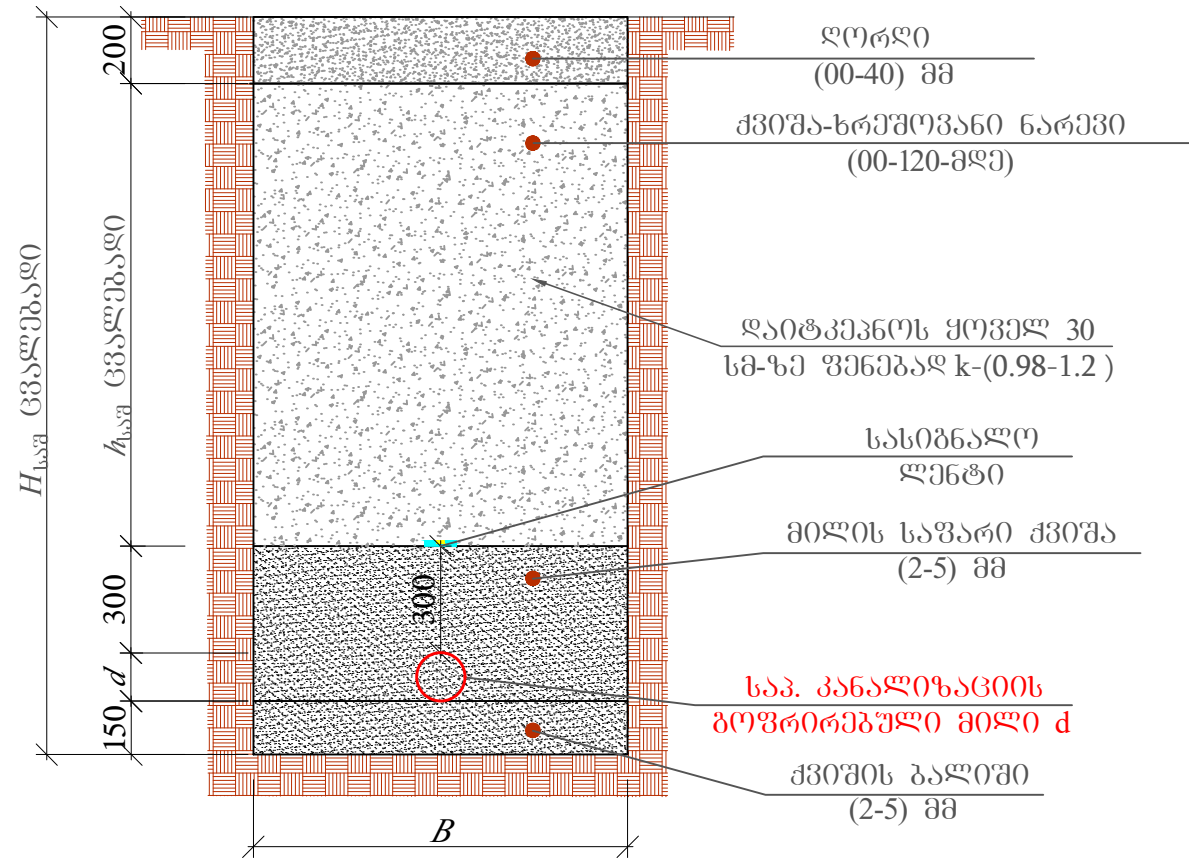 200
ღორღი
(00-40) მმ
ქვიშა-ხრეშოვანი ნარევი
(00-120-მდე)
Hსაშ ცვალებადი
hსაშ ცვალებადი
დაიტკეპნოს ყოველ 30
სმ-ზე ფენებად k-(0.98-1.2 )
სასიგნალო
ლენტი
მილის საფარი ქვიშა
(2-5) მმ
300
300
d
საპ. კანალიზაციის
გოფრირებული მილი d
150
ქვიშის ბალიში
(2-5) მმ
B